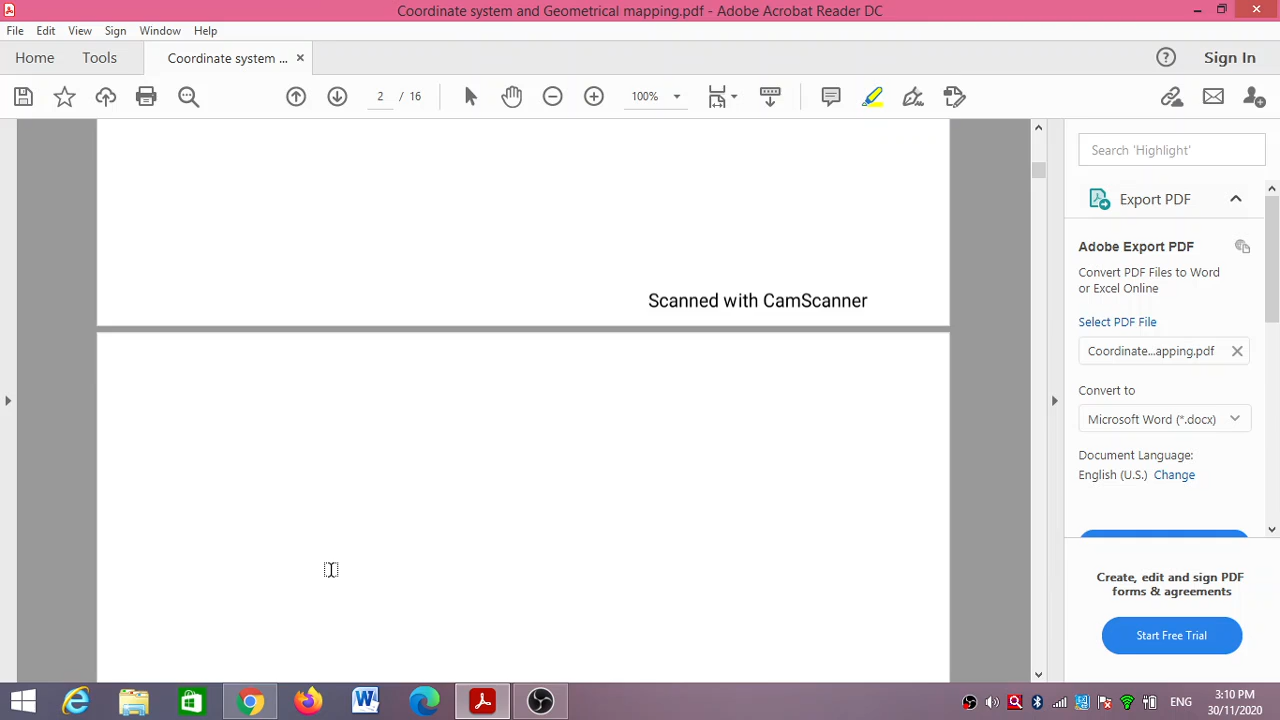 Coordinate system and Geometrical mapping.pdf - Adobe Acrobat Reader DC
File Edit View Sign Window Help
Home Tools Coordinate system ... × Sign In
2 / 16 100%
Search 'Highlight'
Export PDF
Adobe Export PDF
Convert PDF Files to Word
or Excel Online
Select PDF File
Coordinate...apping.pdf
Convert to
Microsoft Word (*.docx)
Document Language:
English (U.S.) Change
Scanned with CamScanner
Create, edit and sign PDF
forms & agreements
Start Free Trial
ENG
3:10 PM
30/11/2020